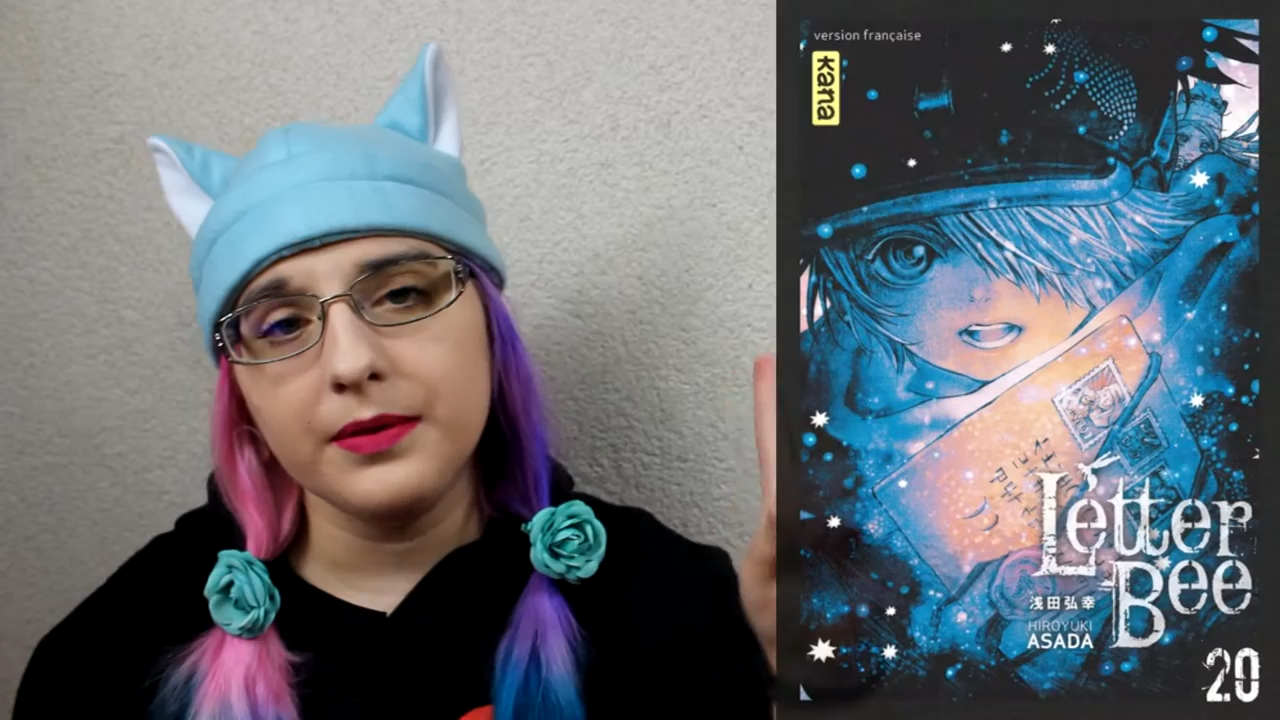 version française
kana
Letter
Bee
浅田弘幸
HIROYUKI
ASADA
20